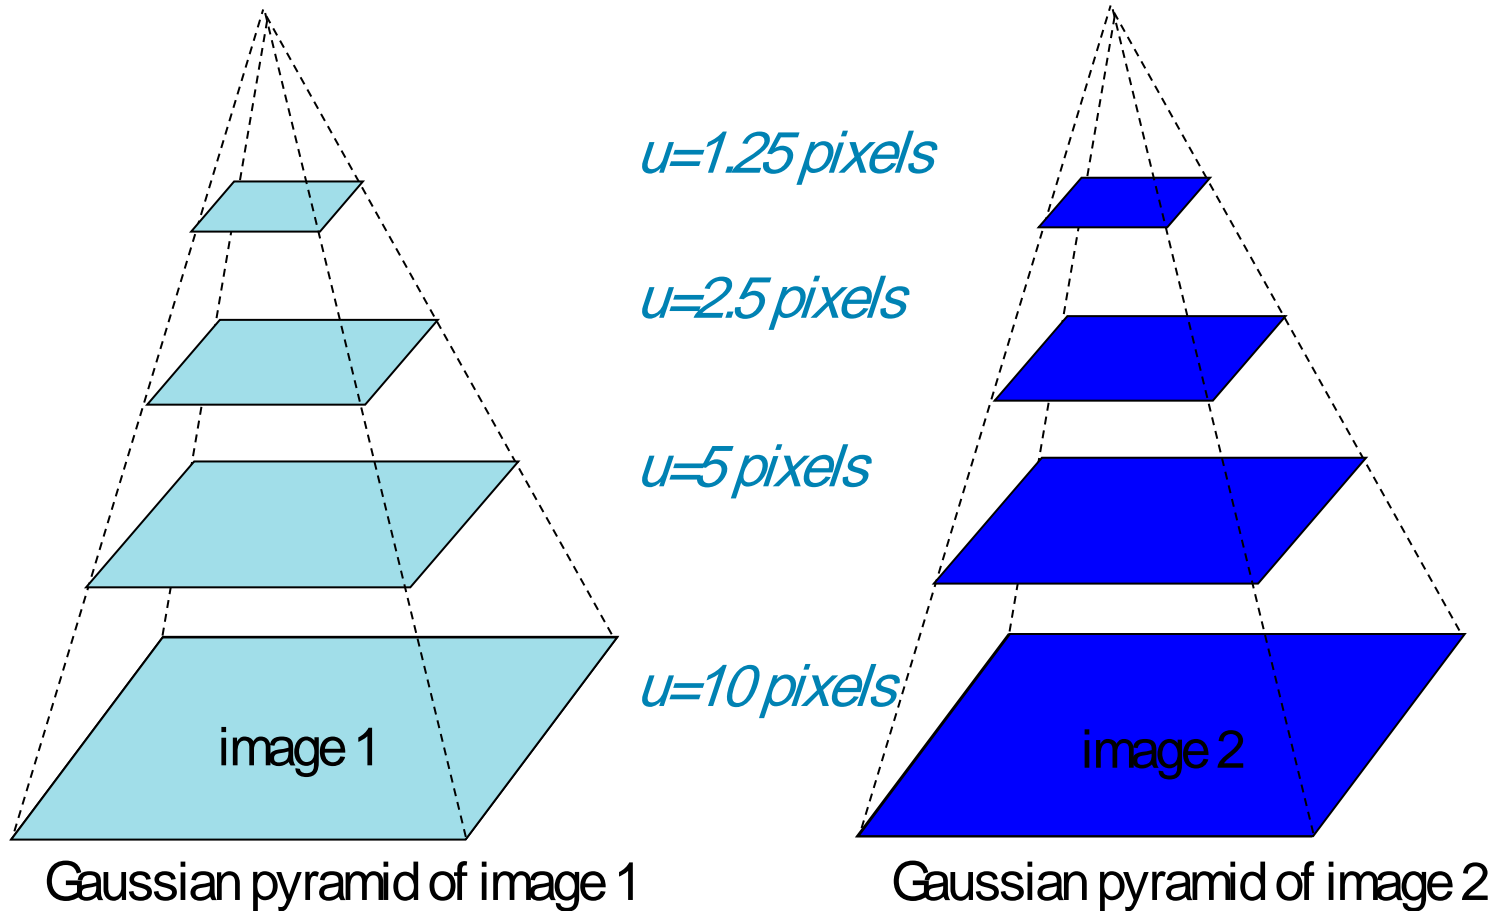 u=1.25 pixels
u=2.5 pixels
u=5 pixels
u=10 pixels
image 1
image 2
Gaussian pyramid of image 1
Gaussian pyramid of image 2